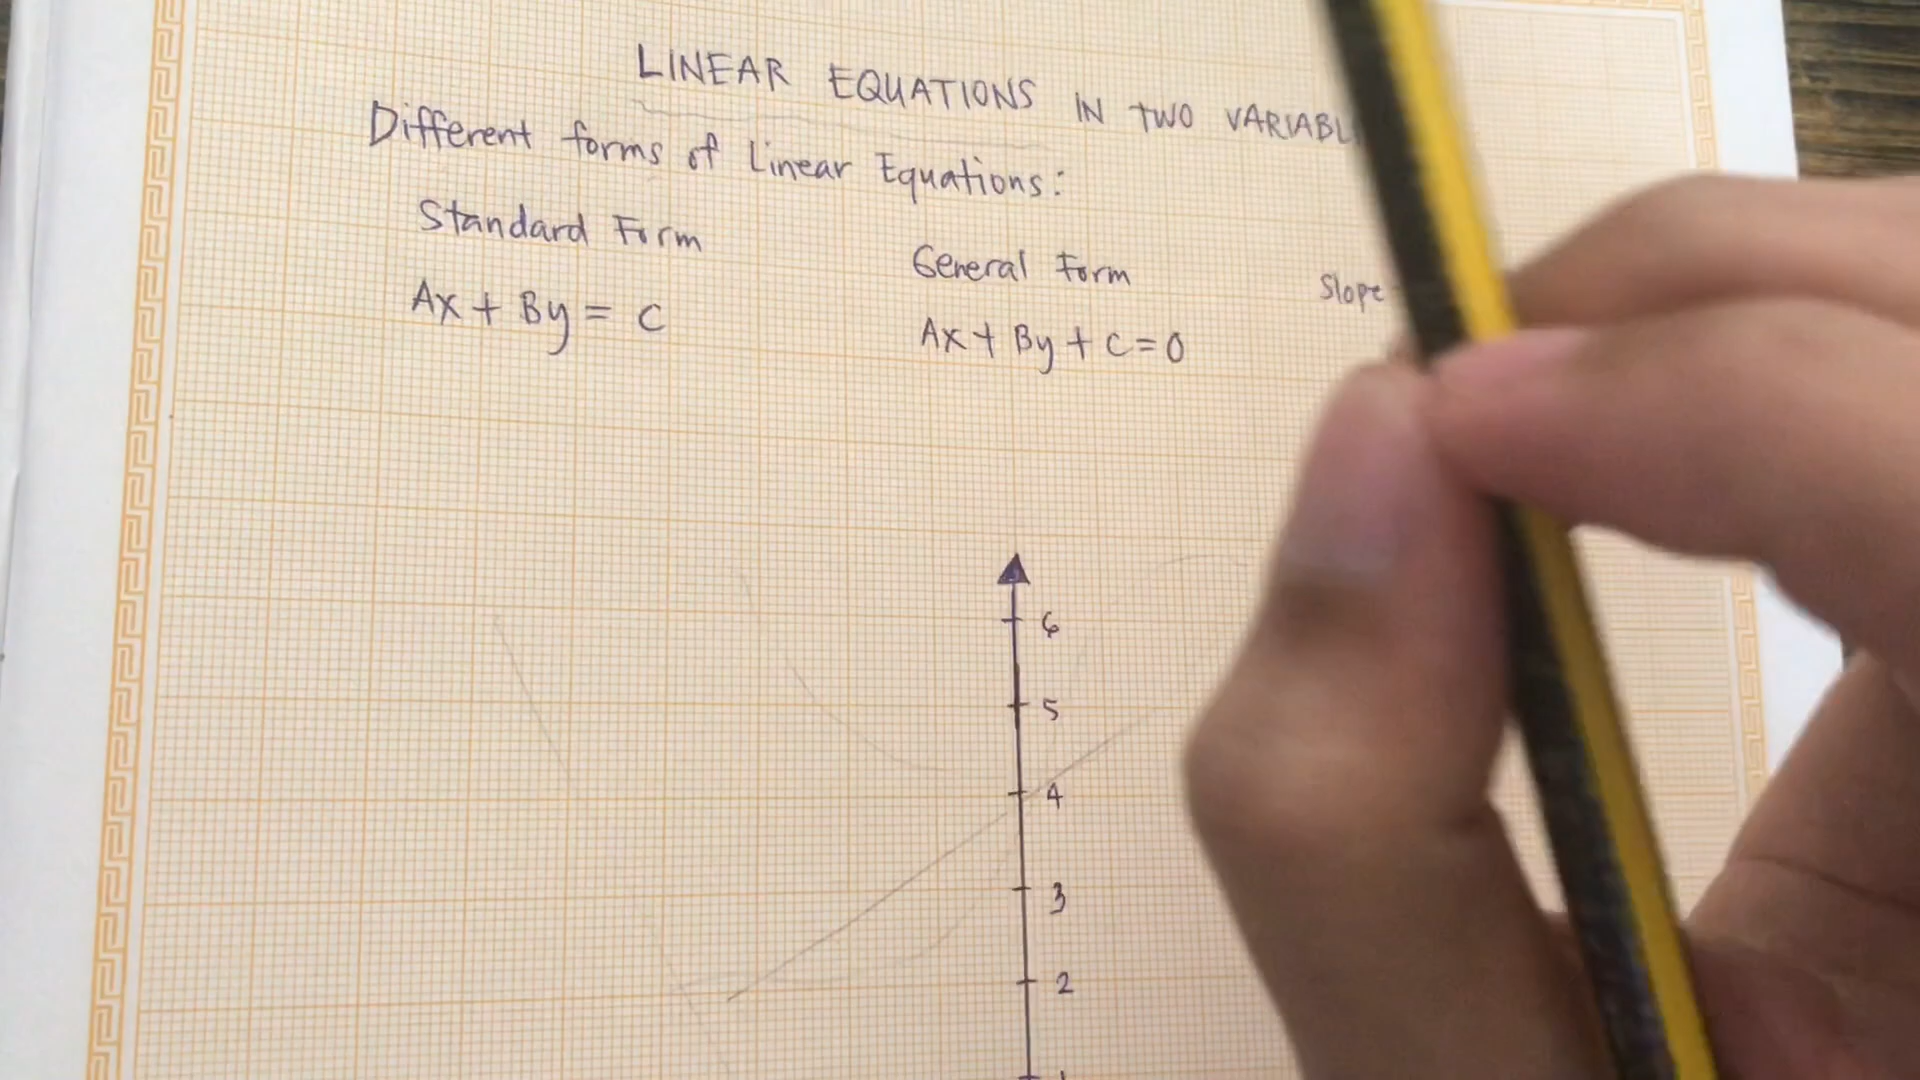 LINEAR EQUATIONS IN TWO
Different forms of Linear Equations:
Standard Form
General Form
Slope
Ax + By = C
Ax + By + C = 0
6
5
4
3
2